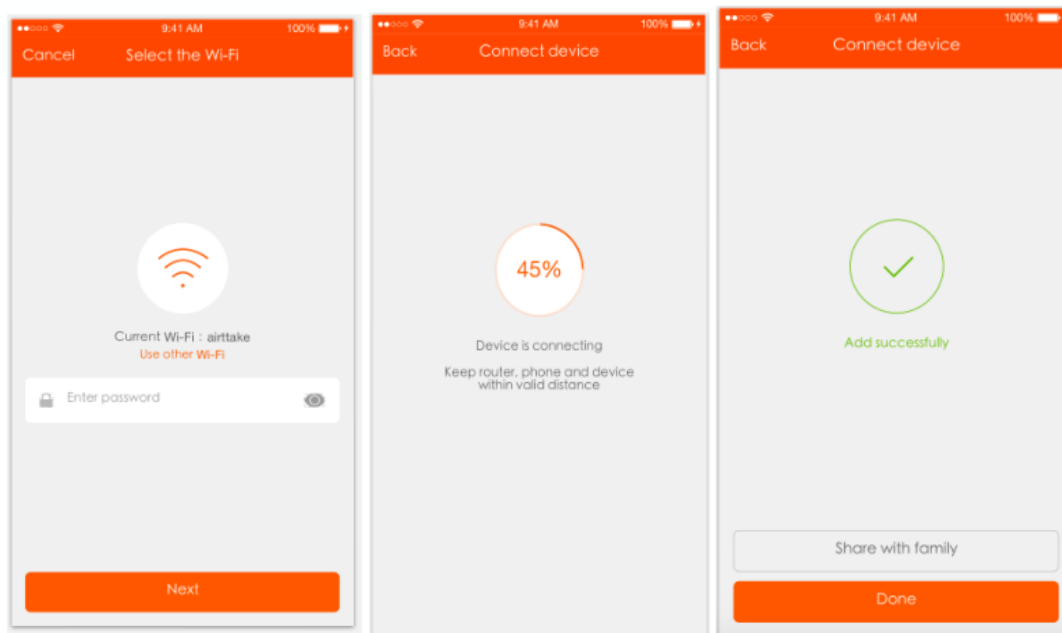 9:41 AM 100%
Cancel Select the Wi-Fi
Current Wi-Fi : airttake
Use other Wi-Fi
Enter password
Next
9:41 AM 100%
Back Connect device
45%
Device is connecting
Keep router, phone and device
within valid distance
9:41 AM 100%
Back Connect device
Add successfully
Share with family
Done